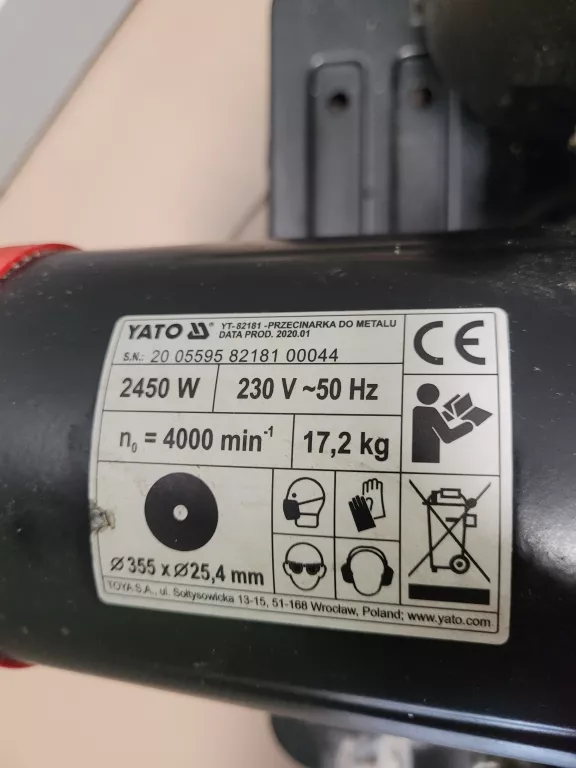 YATO ® YT-82181 -PRZECINARKA DO METALU
DATA PROD. 2020.01
S.N.: 20 05595 82181 00044
CE
2450 W 230 V ~50 Hz
n₀ = 4000 min⁻¹ 17,2 kg
Ø 355 x Ø25,4 mm
TOYA S.A., ul. Sołtysowicka 13-15, 51-168 Wrocław, Poland; www.yato.com